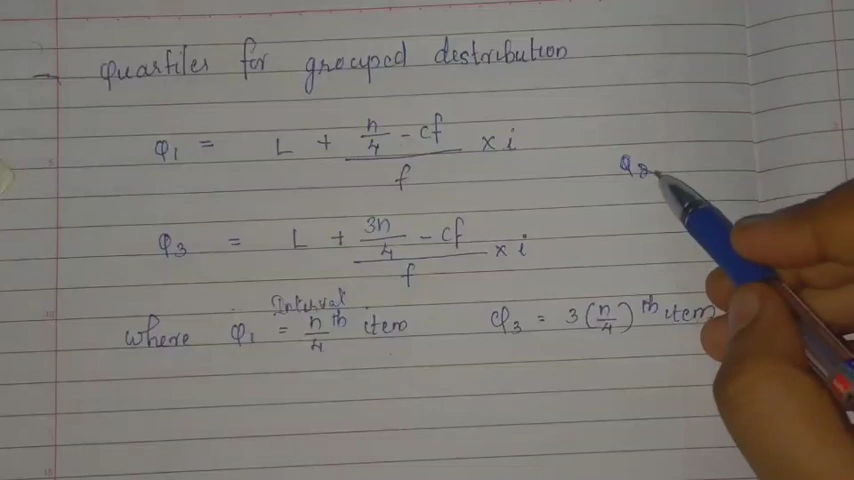 → Quartiles for grouped distribution
Q₁ = L + (n/4 - cf)/f × i
Q₂
Q₃ = L + (3n/4 - cf)/f × i
Interval
where Q₁ = n/4 th item Q₃ = 3(n/4)th item